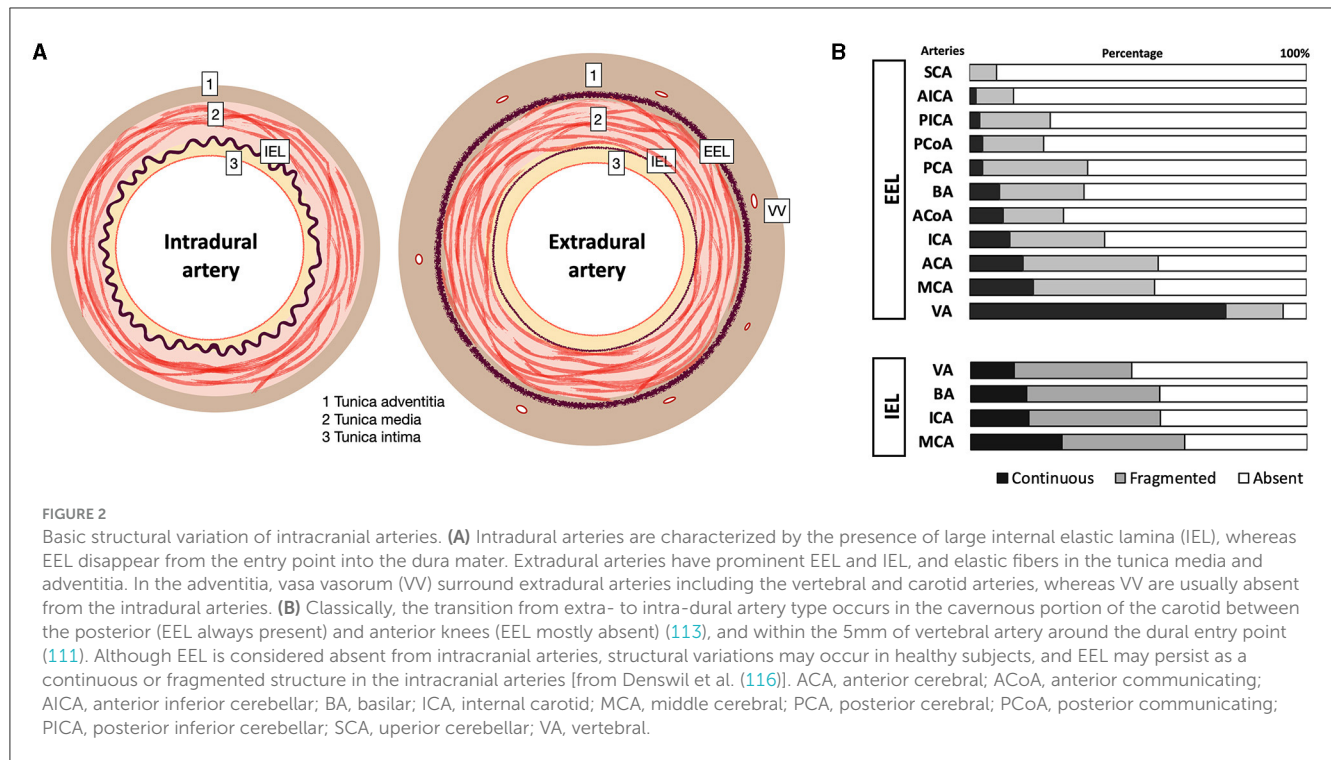 A
1
2
IEL
3
Intradural
artery
1
2
3
IEL
EEL
VV
Extradural
artery
1 Tunica adventitia
2 Tunica media
3 Tunica intima
B
Arteries Percentage 100%
EEL
SCA
AICA
PICA
PCoA
PCA
BA
ACoA
ICA
ACA
MCA
VA
IEL
VA
BA
ICA
MCA
Continuous Fragmented Absent
FIGURE 2
Basic structural variation of intracranial arteries. (A) Intradural arteries are characterized by the presence of large internal elastic lamina (IEL), whereas
EEL disappear from the entry point into the dura mater. Extradural arteries have prominent EEL and IEL, and elastic fibers in the tunica media and
adventitia. In the adventitia, vasa vasorum (VV) surround extradural arteries including the vertebral and carotid arteries, whereas VV are usually absent
from the intradural arteries. (B) Classically, the transition from extra- to intra-dural artery type occurs in the cavernous portion of the carotid between
the posterior (EEL always present) and anterior knees (EEL mostly absent) (113), and within the 5mm of vertebral artery around the dural entry point
(111). Although EEL is considered absent from intracranial arteries, structural variations may occur in healthy subjects, and EEL may persist as a
continuous or fragmented structure in the intracranial arteries [from Denswil et al. (116)]. ACA, anterior cerebral; ACoA, anterior communicating;
AICA, anterior inferior cerebellar; BA, basilar; ICA, internal carotid; MCA, middle cerebral; PCA, posterior cerebral; PCoA, posterior communicating;
PICA, posterior inferior cerebellar; SCA, uperior cerebellar; VA, vertebral.